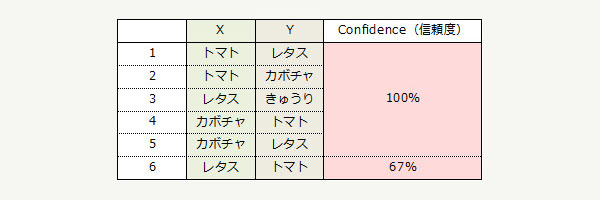 X Y Confidence（信頼度）
1 トマト レタス
2 トマト カボチャ
3 レタス きゅうり 100%
4 カボチャ トマト
5 カボチャ レタス
6 レタス トマト 67%